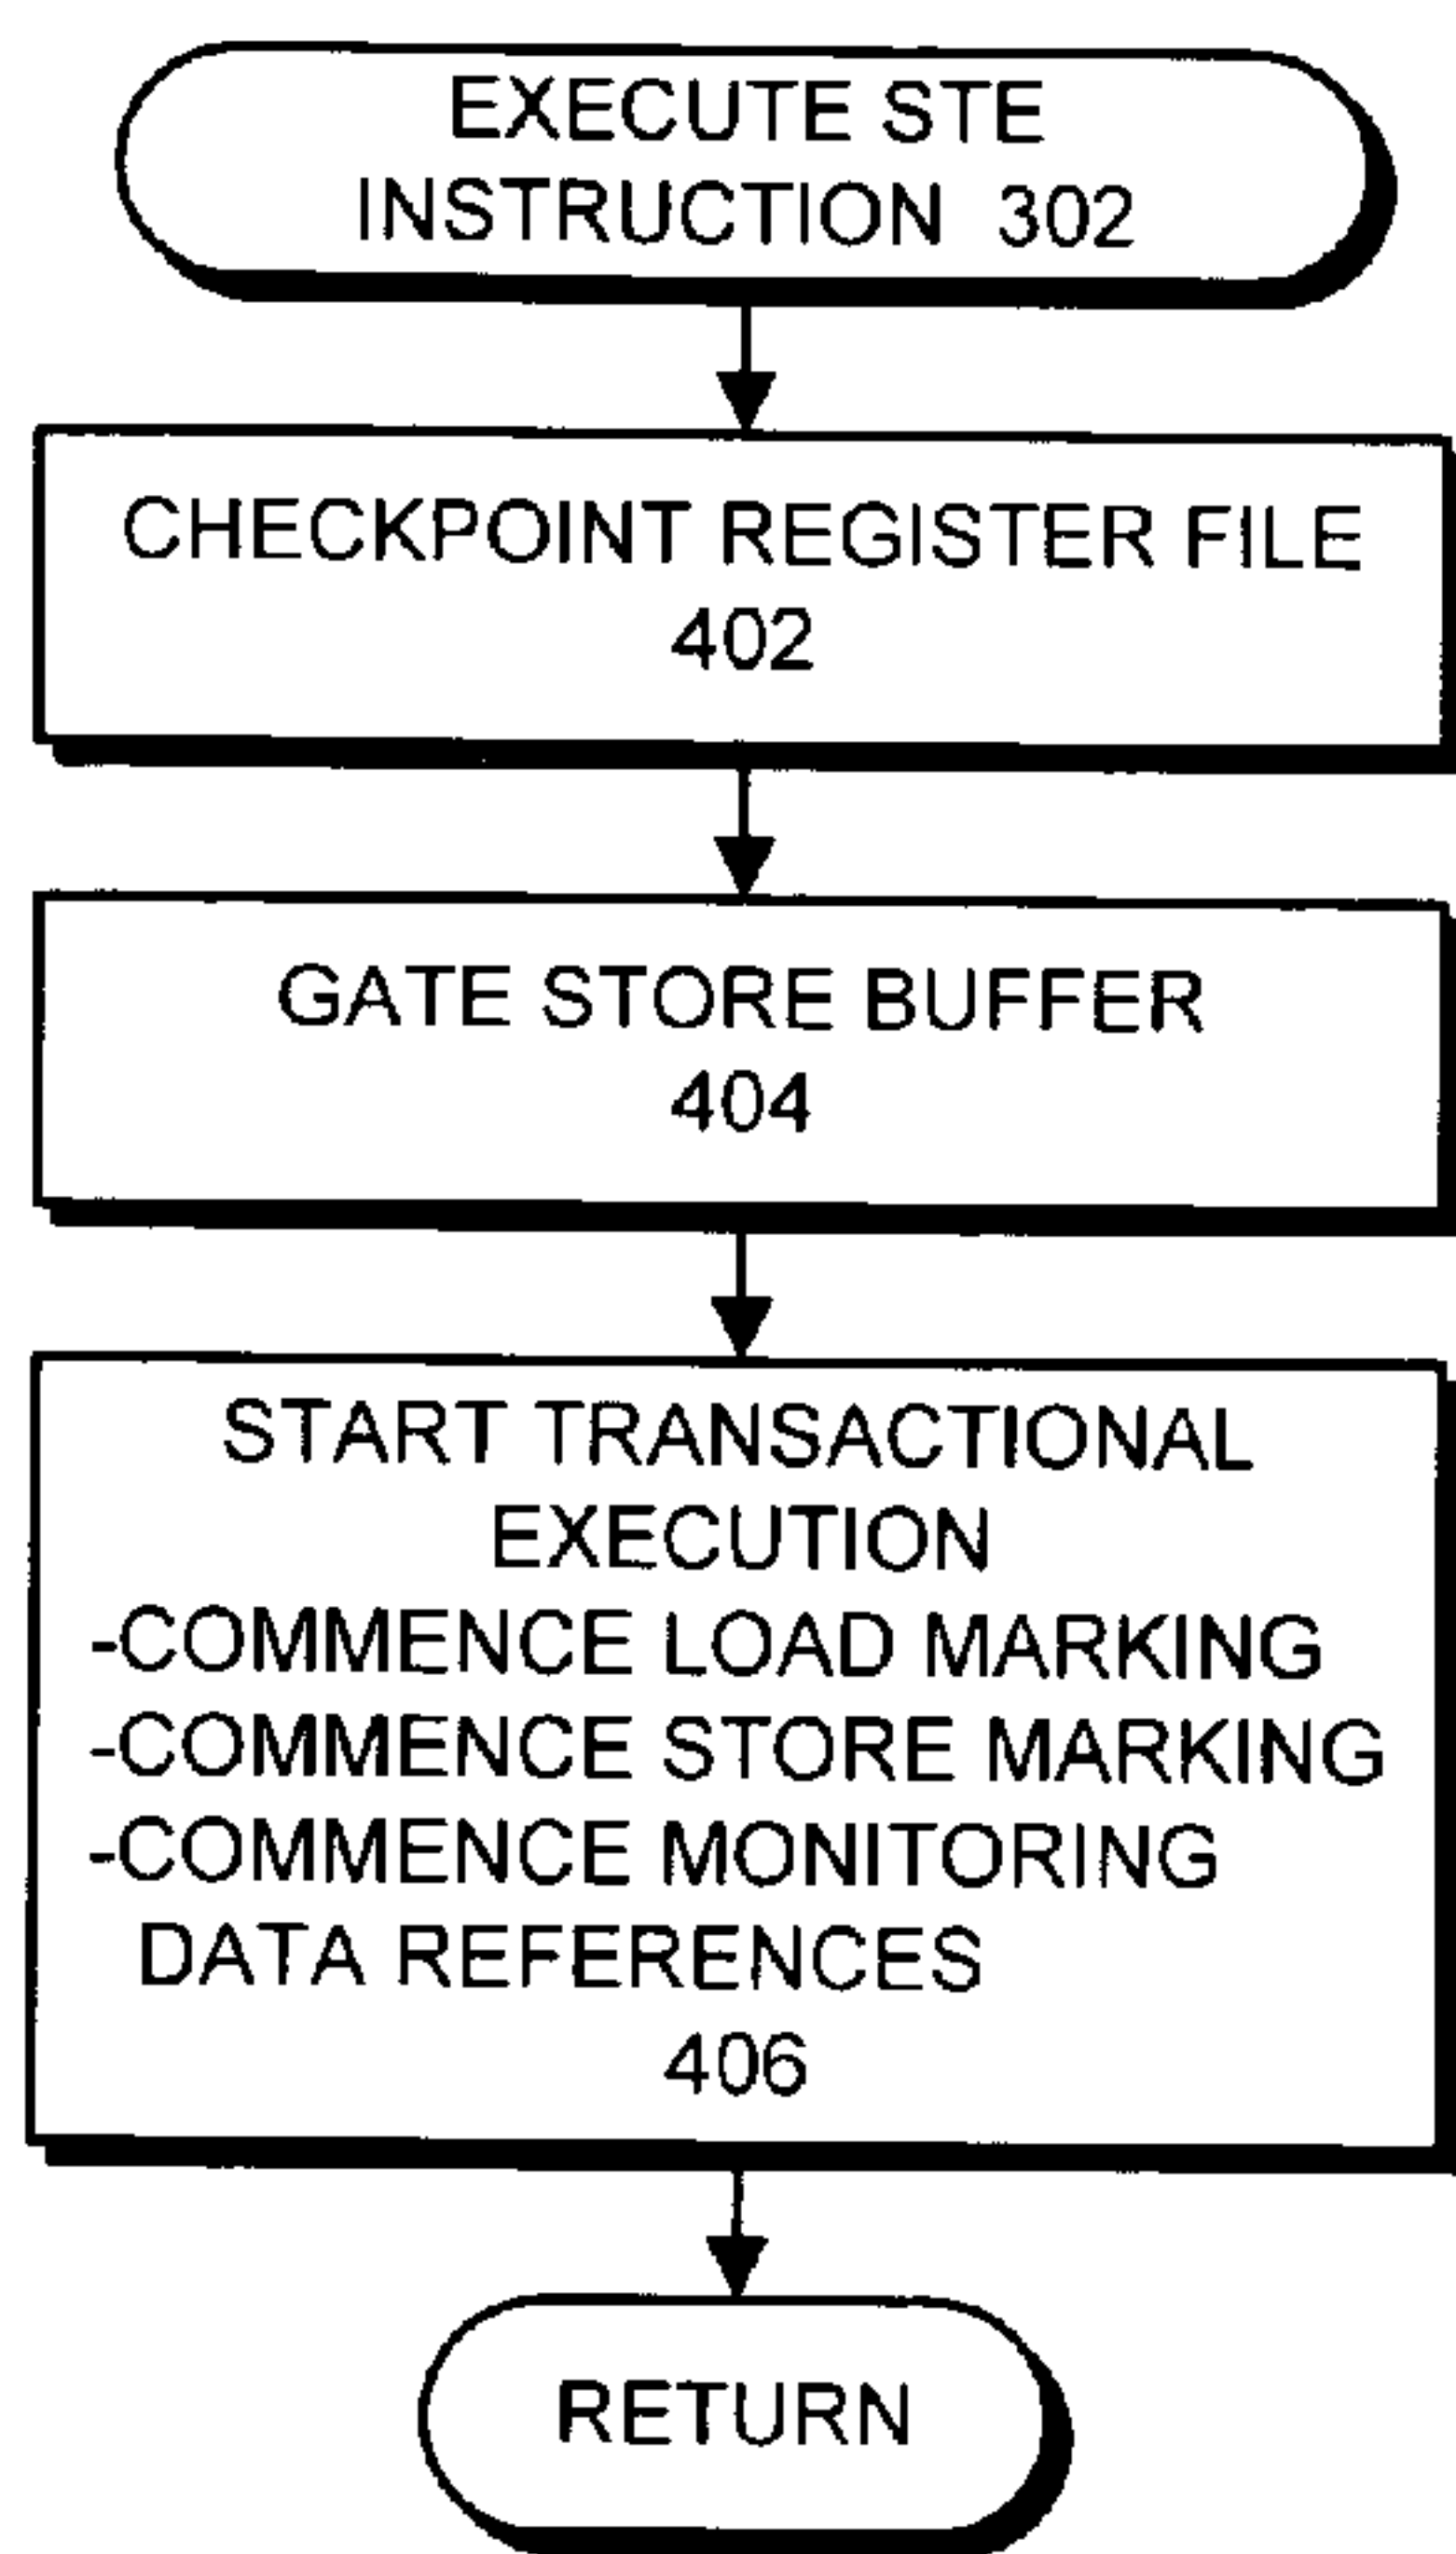 EXECUTE STE
INSTRUCTION 302
CHECKPOINT REGISTER FILE
402
GATE STORE BUFFER
404
START TRANSACTIONAL
EXECUTION
-COMMENCE LOAD MARKING
-COMMENCE STORE MARKING
-COMMENCE MONITORING
DATA REFERENCES
406
RETURN